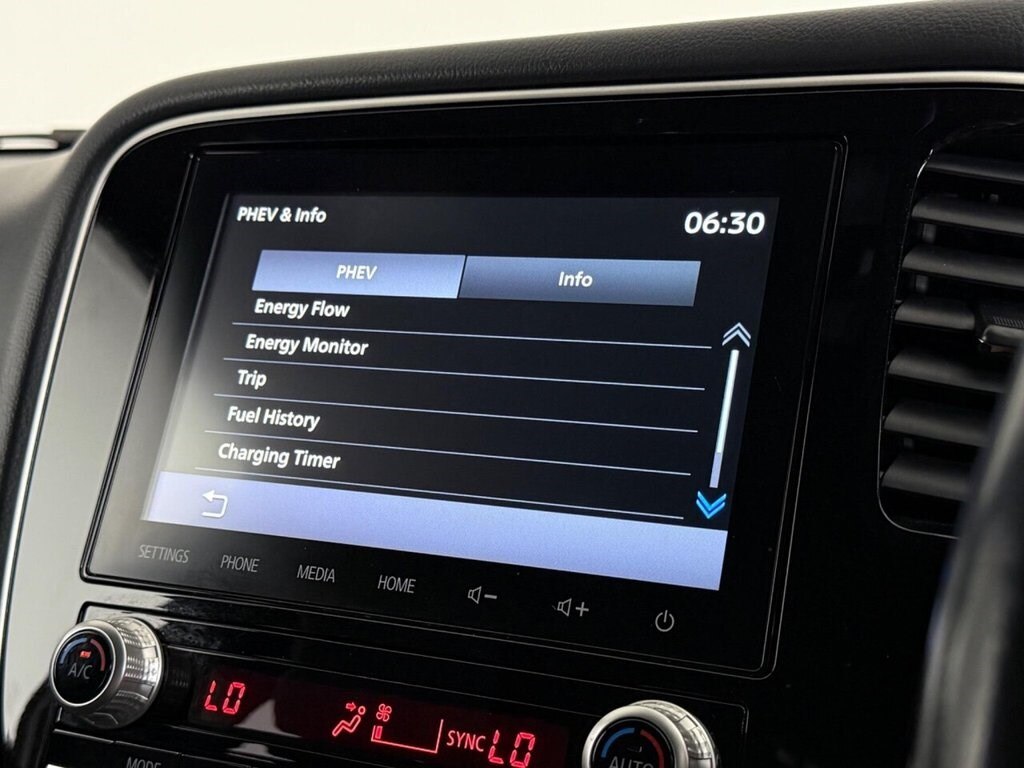 PHEV & Info
06:30
PHEV
Info
Energy Flow
Energy Monitor
Trip
Fuel History
Charging Timer
SETTINGS
PHONE
MEDIA
HOME
A/C
LO
SYNC
LO
MODE
AUTO